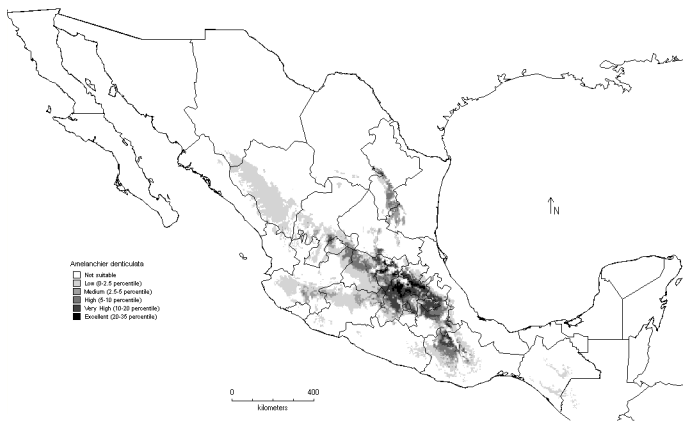 N
Amelanchier denticulata
Not suitable
Low (0-2.5 percentile)
Medium (2.5-5 percentile)
High (5-10 percentile)
Very High (10-20 percentile)
Excellent (20-35 percentile)
0 400
kilometers